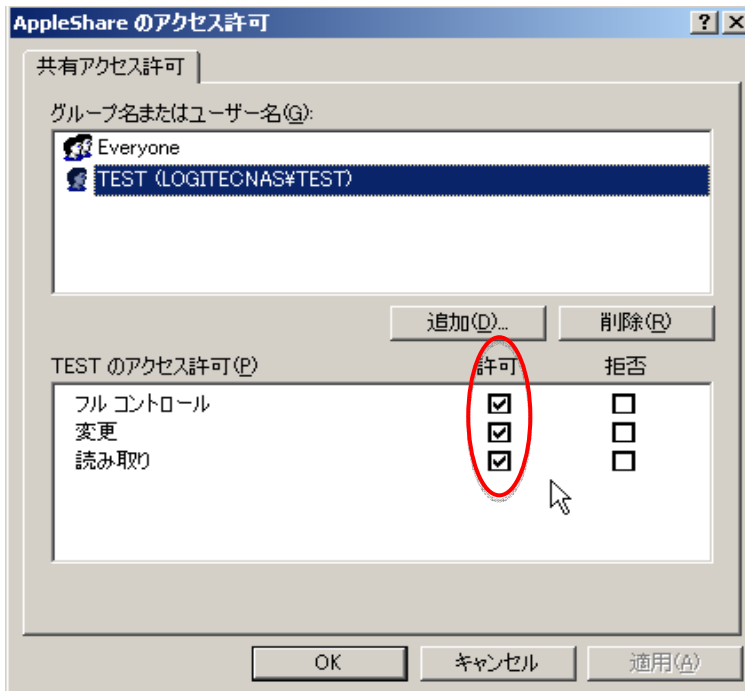 AppleShare のアクセス許可
共有アクセス許可
グループ名またはユーザー名(G):
Everyone
TEST (LOGITECNAS¥TEST)
追加(D)... 削除(R)
TEST のアクセス許可(P) 許可 拒否
フル コントロール
変更
読み取り
OK キャンセル 適用(A)